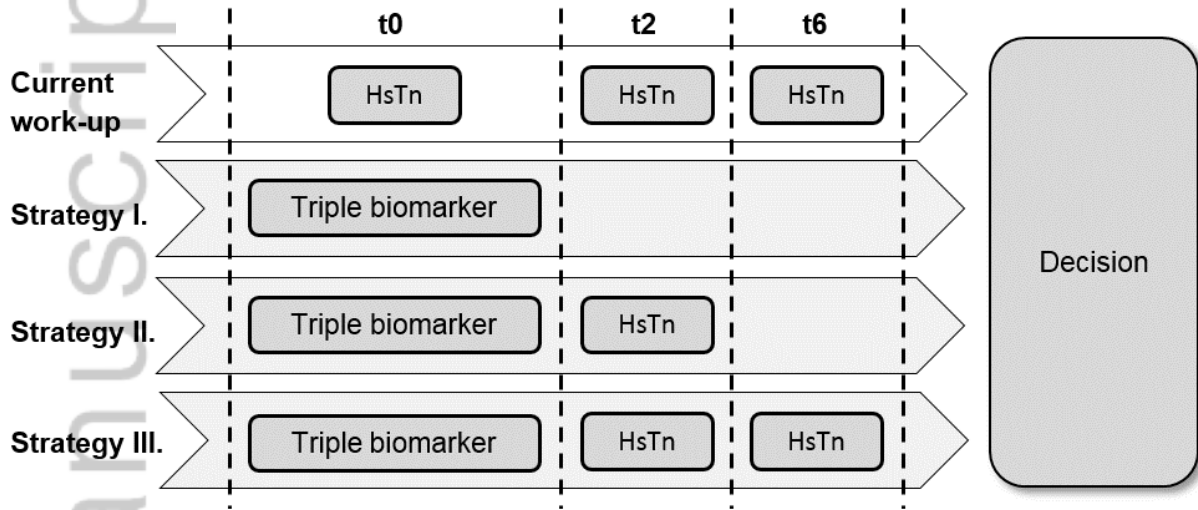 t0 t2 t6
Current
work-up
HsTn HsTn HsTn
Strategy I.
Triple biomarker
Strategy II.
Triple biomarker HsTn
Strategy III.
Triple biomarker HsTn HsTn
Decision
anuscrip